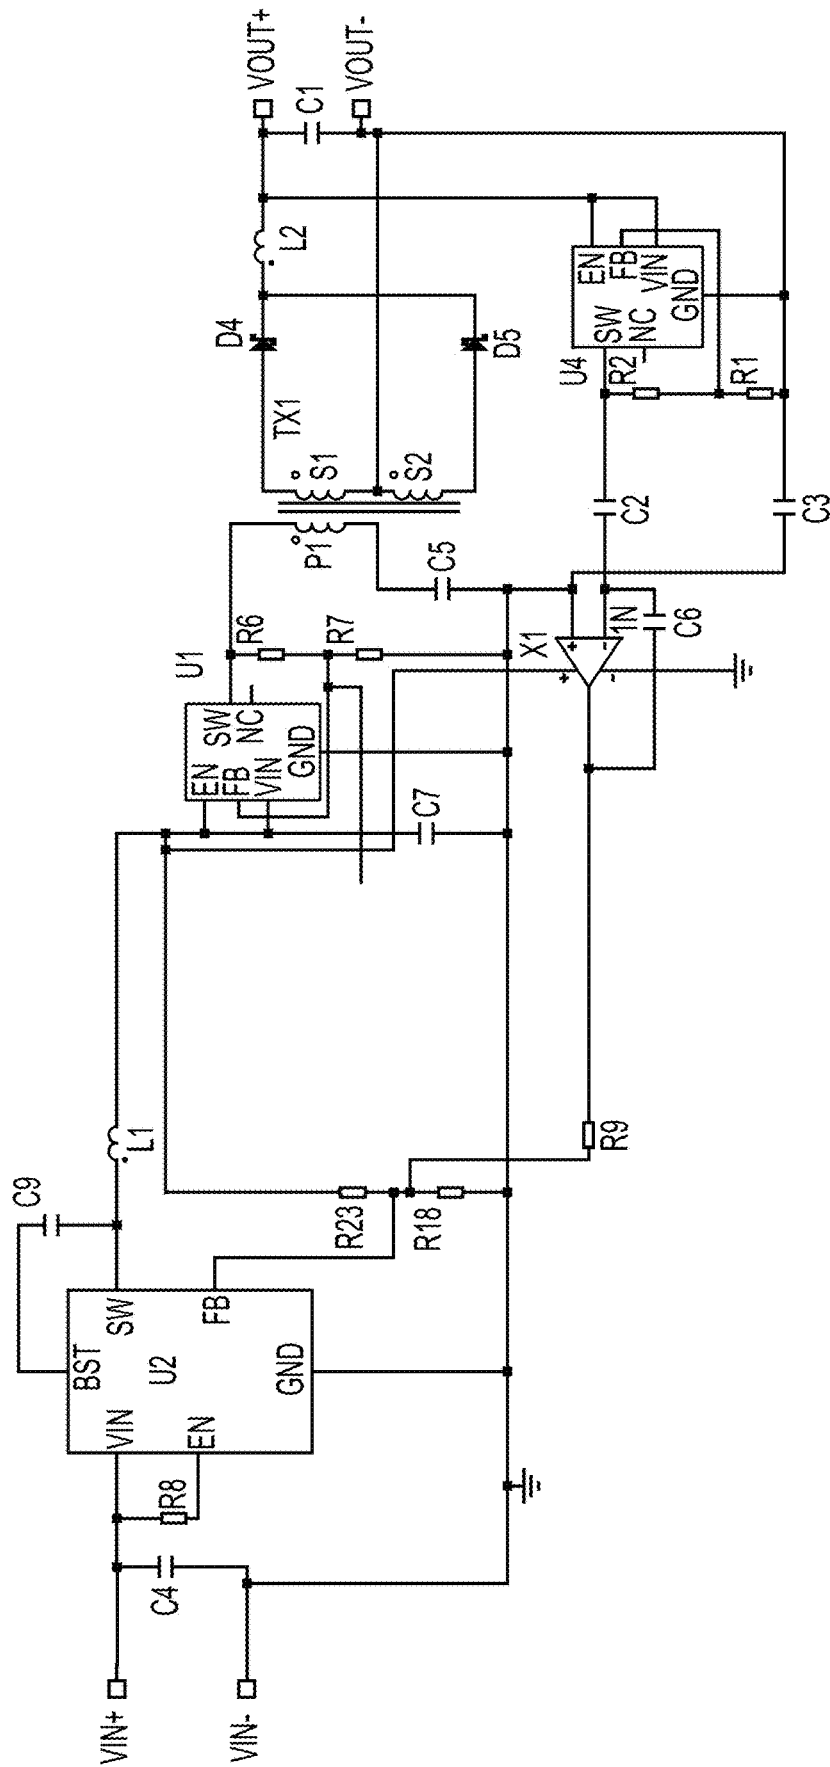 VIN+
VIN-
C4
R8
VIN
EN
BST
U2
GND
SW
FB
C9
L1
R23
R18
R9
EN
FB
VIN
GND
SW
NC
U1
C7
R6
R7
P1
C5
TX1
S1
S2
D4
D5
L2
C1
VOUT+
VOUT-
X1
+
-
+
-
1N
C6
C2
C3
U4
R2
R1
SW
NC
GND
EN
FB
VIN